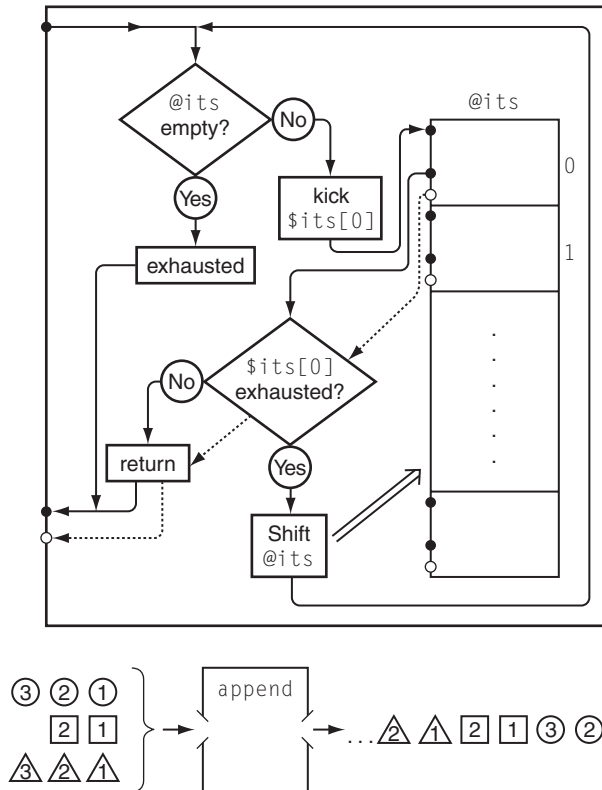 @its
empty?
No
@its
0
Yes
kick
$its[0]
1
exhausted
$its[0]
exhausted?
No
return
Yes
Shift
@its
append
3 2 1
2 1
3 2 1
... 2 1 2 1 3 2